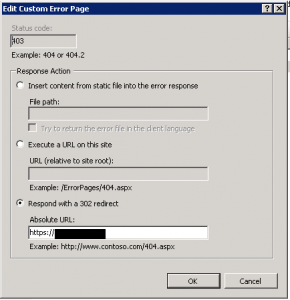 Edit Custom Error Page
Status code:
403
Example: 404 or 404.2
Response Action
Insert content from static file into the error response
File path:
Try to return the error file in the client language
Execute a URL on this site
URL (relative to site root):
Example: /ErrorPages/404.aspx
Respond with a 302 redirect
Absolute URL:
https://
Example: http://www.contoso.com/404.aspx
OK Cancel